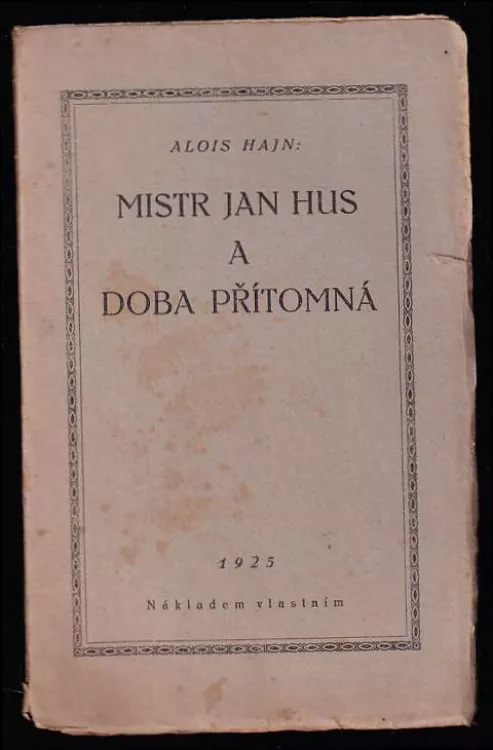 ALOIS HAJN:
MISTR JAN HUS
A
DOBA PŘÍTOMNÁ
1925
Nákladem vlastním